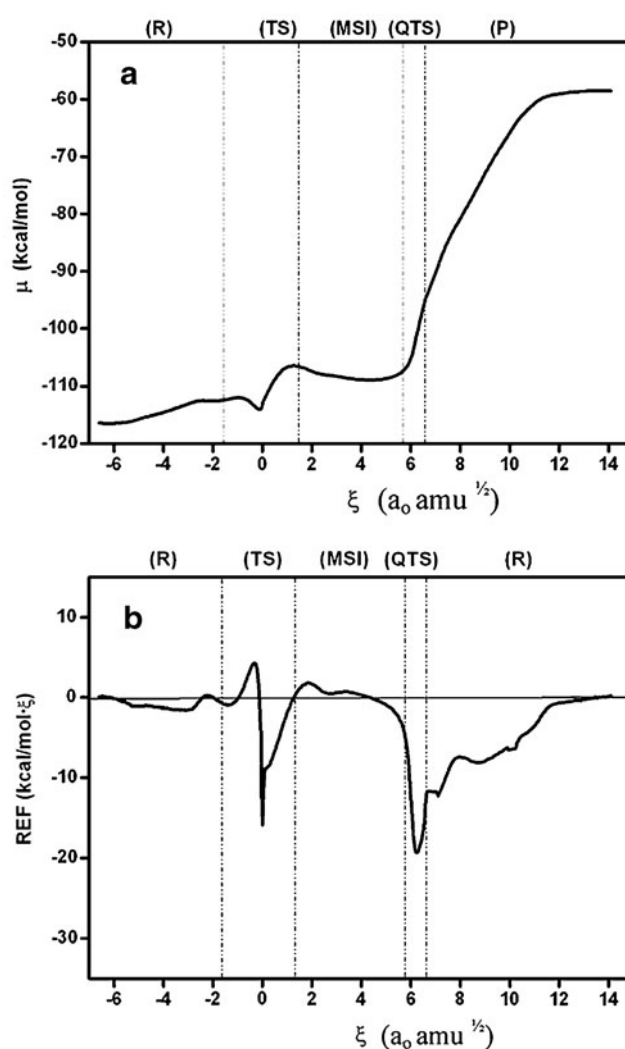 (R) (TS) (MSI) (QTS) (P)
a
-50
-60
-70
-80
-90
-100
-110
-120
μ (kcal/mol)
-6 -4 -2 0 2 4 6 8 10 12 14
ξ (aₒ amu ½)
(R) (TS) (MSI) (QTS) (R)
b
10
0
-10
-20
-30
REF (kcal/mol·ξ)
-6 -4 -2 0 2 4 6 8 10 12 14
ξ (aₒ amu ½)